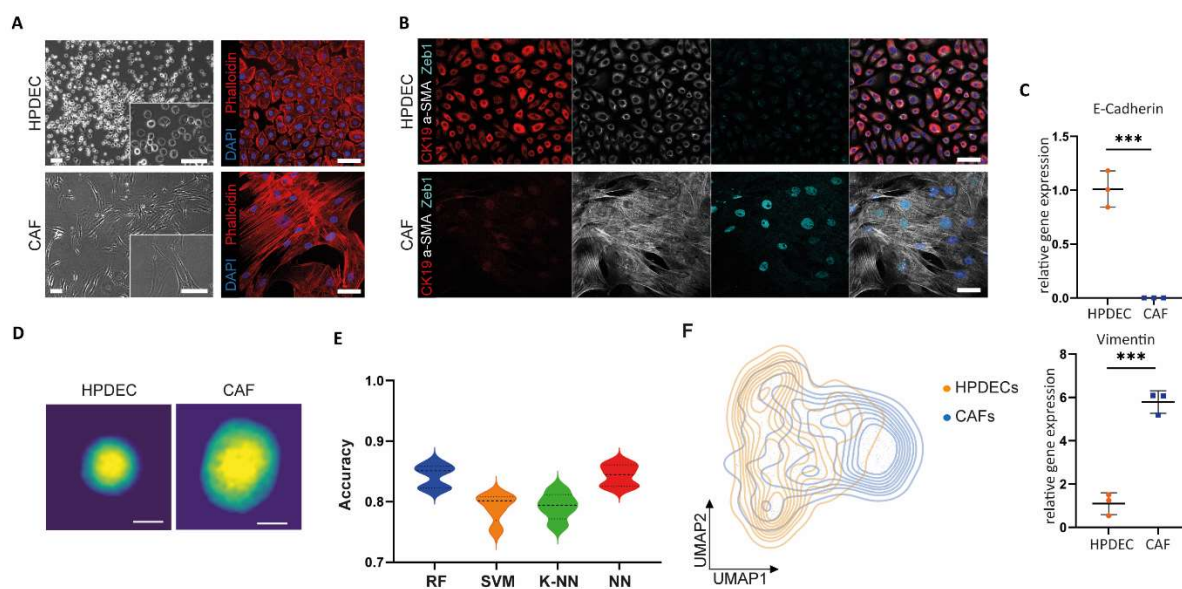 A
HPDEC
DAPI Phalloidin
CAF
DAPI Phalloidin
B
HPDEC
CK19 a-SMA Zeb1
CAF
CK19 a-SMA Zeb1
C
E-Cadherin
***
relative gene expression
1.5
1.0
0.5
0.0
HPDEC CAF
Vimentin
***
relative gene expression
8
6
4
2
0
HPDEC CAF
D
HPDEC CAF
E
Accuracy
1.0
0.9
0.8
0.7
RF SVM K-NN NN
F
HPDECs
CAFs
UMAP2
UMAP1